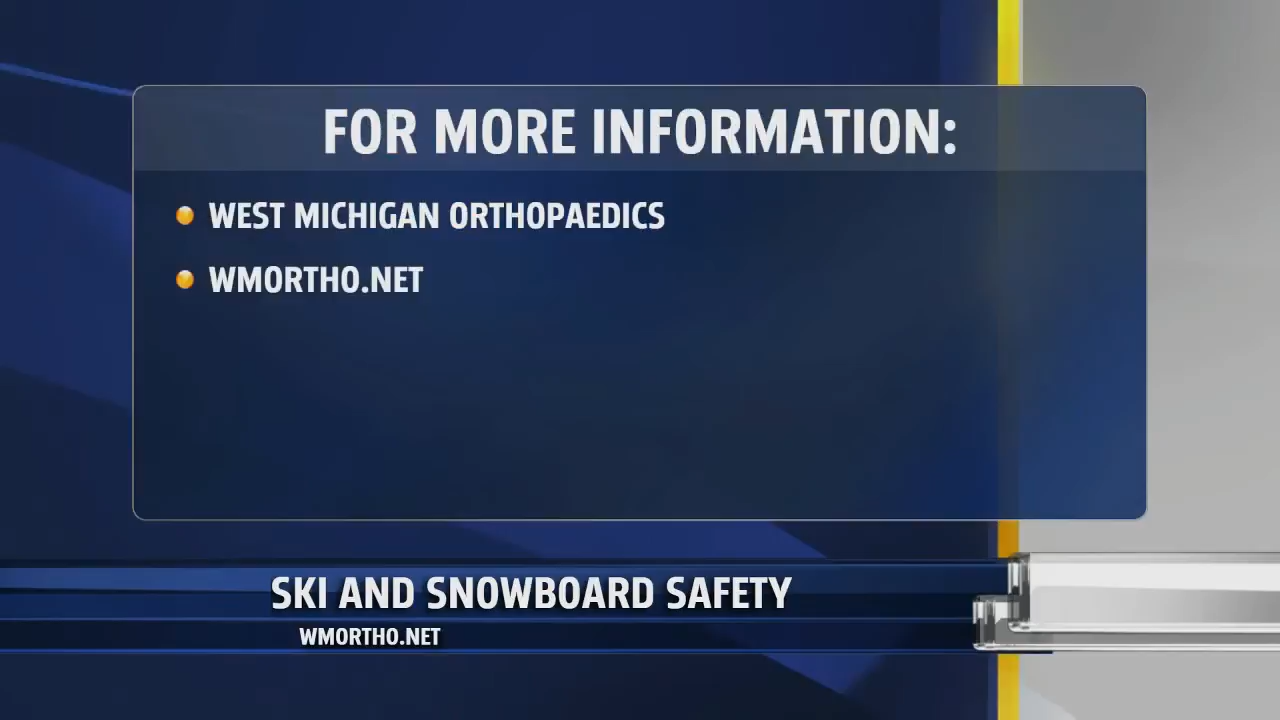 FOR MORE INFORMATION:
WEST MICHIGAN ORTHOPAEDICS
WMORTHO.NET
SKI AND SNOWBOARD SAFETY
WMORTHO.NET